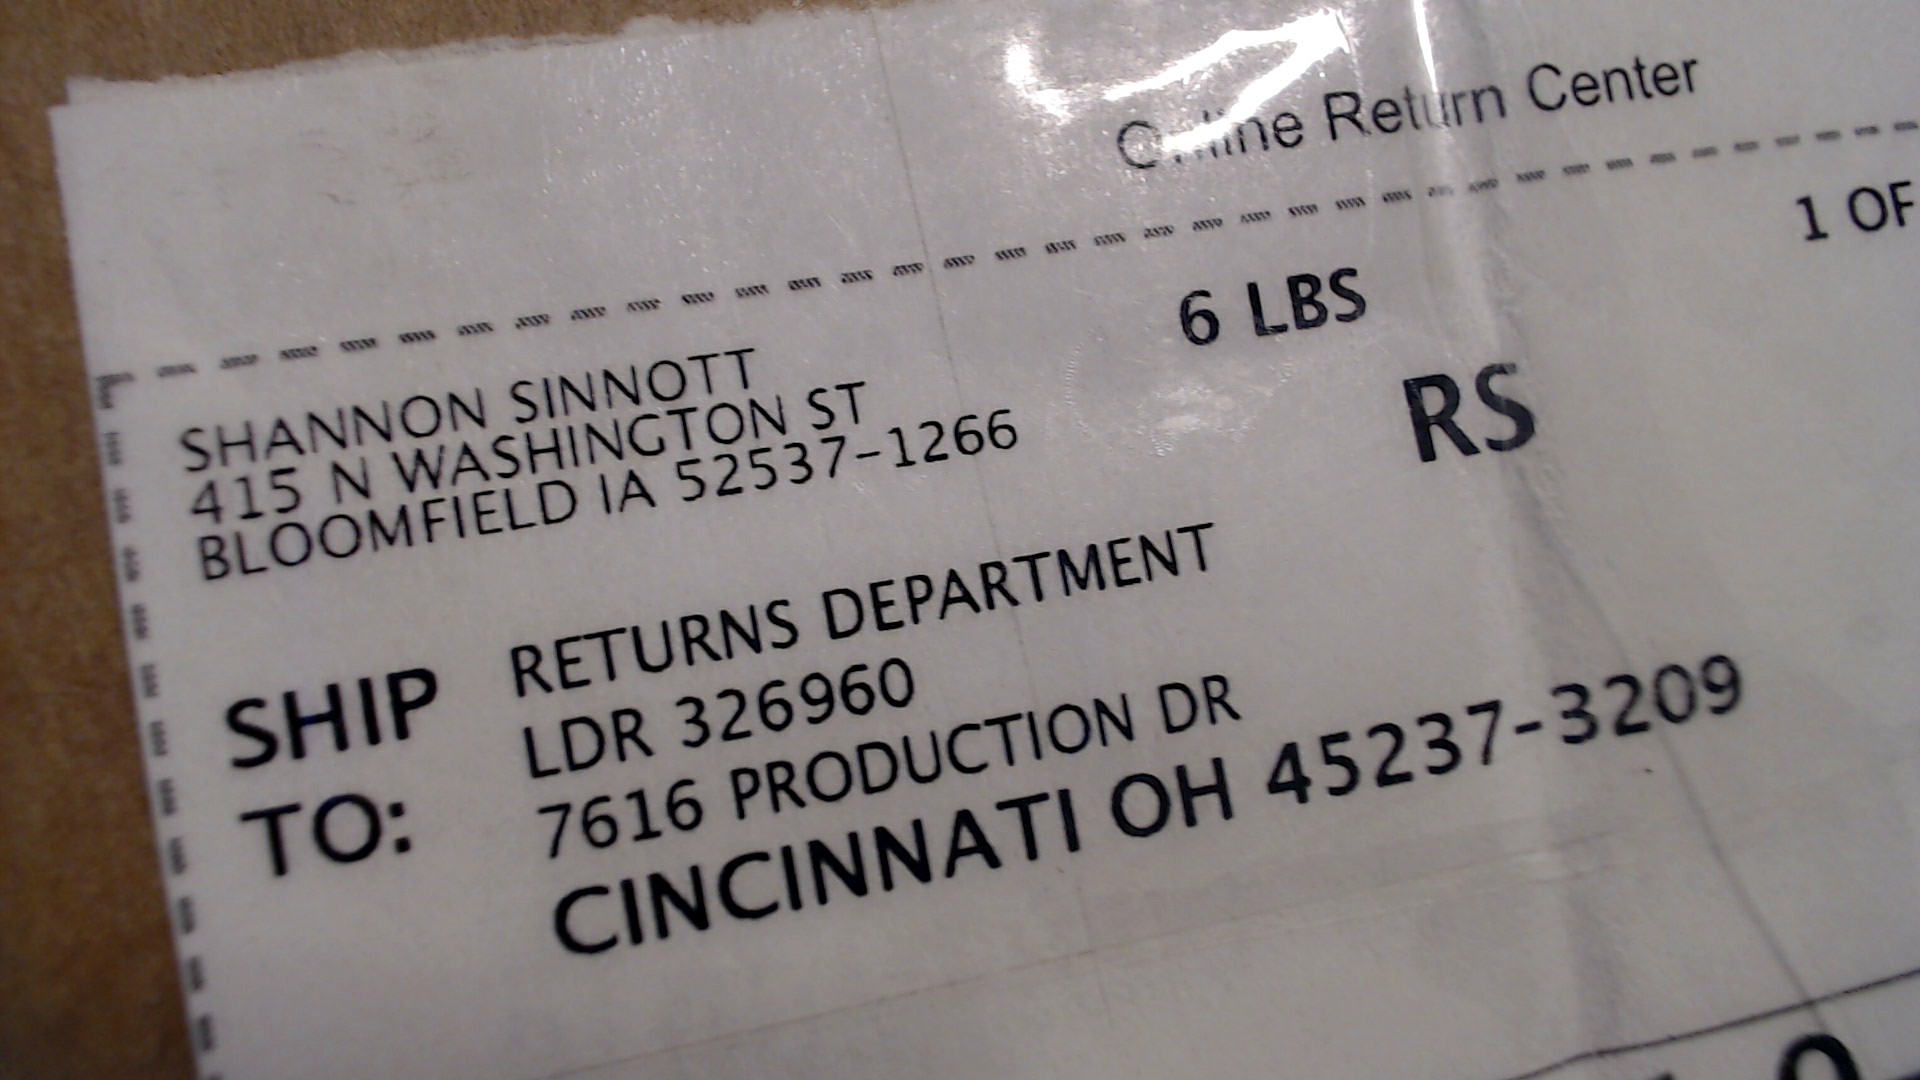 Online Return Center
1 OF
6 LBS
SHANNON SINNOTT
415 N WASHINGTON ST
BLOOMFIELD IA 52537-1266
RS
SHIP TO:
RETURNS DEPARTMENT
LDR 326960
7616 PRODUCTION DR
CINCINNATI OH 45237-3209